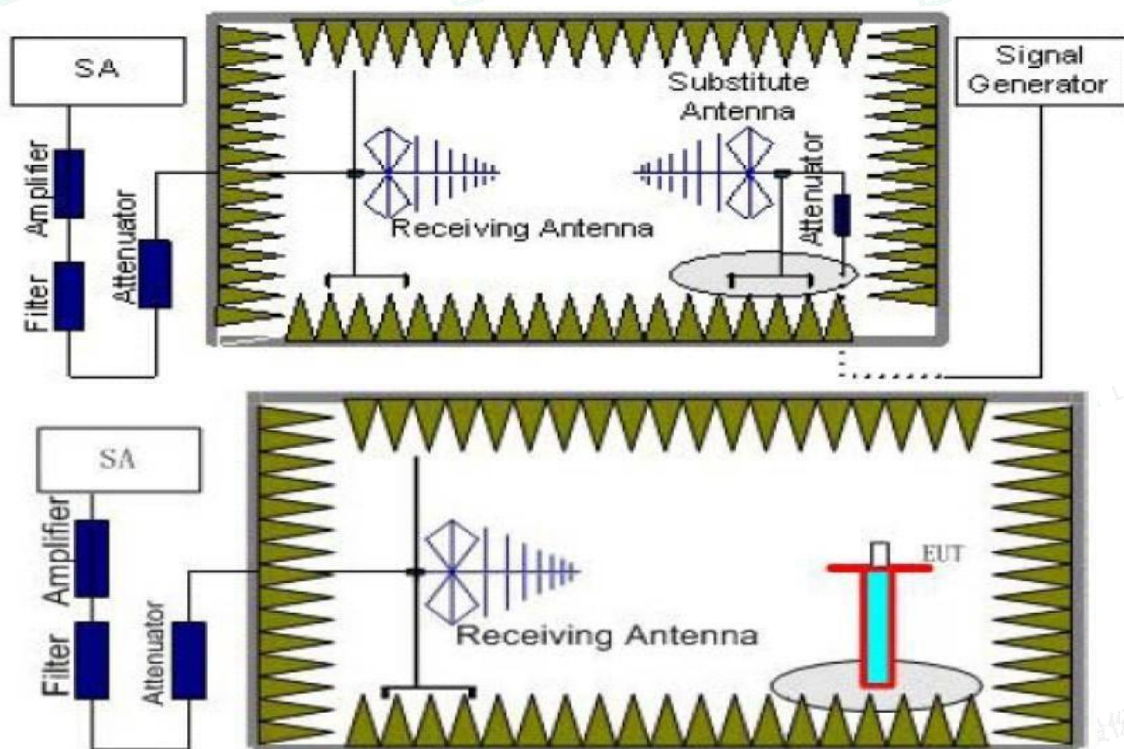 SA
Signal
Generator
Substitute
Antenna
Amplifier
Attenuator
Filter
Receiving Antenna
Attenuator
SA
Amplifier
EUT
Filter
Attenuator
Receiving Antenna